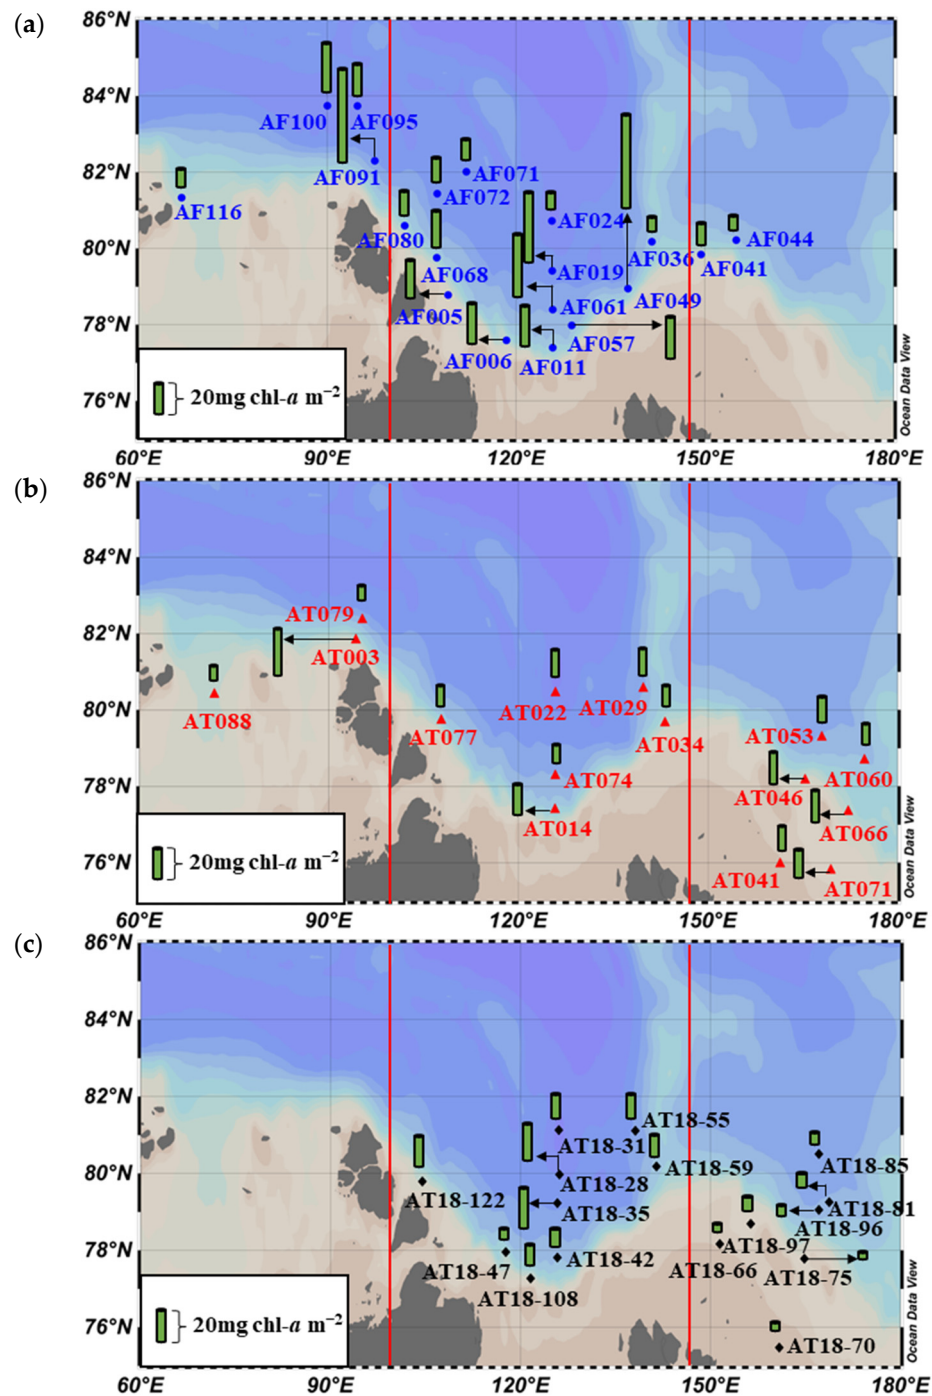 (a)
86°N
84°N
82°N
80°N
78°N
76°N
AF100
AF095
AF091
AF116
AF071
AF072
AF080
AF068
AF005
AF006
AF024
AF019
AF061
AF011
AF057
AF049
AF036
AF041
AF044
20mg chl-a m−2
Ocean Data View
60°E
90°E
120°E
150°E
180°E
(b)
86°N
84°N
82°N
80°N
78°N
76°N
AT079
AT003
AT088
AT077
AT022
AT029
AT034
AT074
AT014
AT053
AT060
AT046
AT066
AT041
AT071
20mg chl-a m−2
Ocean Data View
60°E
90°E
120°E
150°E
180°E
(c)
86°N
84°N
82°N
80°N
78°N
76°N
AT18-55
AT18-31
AT18-59
AT18-85
AT18-28
AT18-122
AT18-35
AT18-81
AT18-96
AT18-97
AT18-42
AT18-47
AT18-66
AT18-75
AT18-108
AT18-70
20mg chl-a m−2
Ocean Data View
60°E
90°E
120°E
150°E
180°E